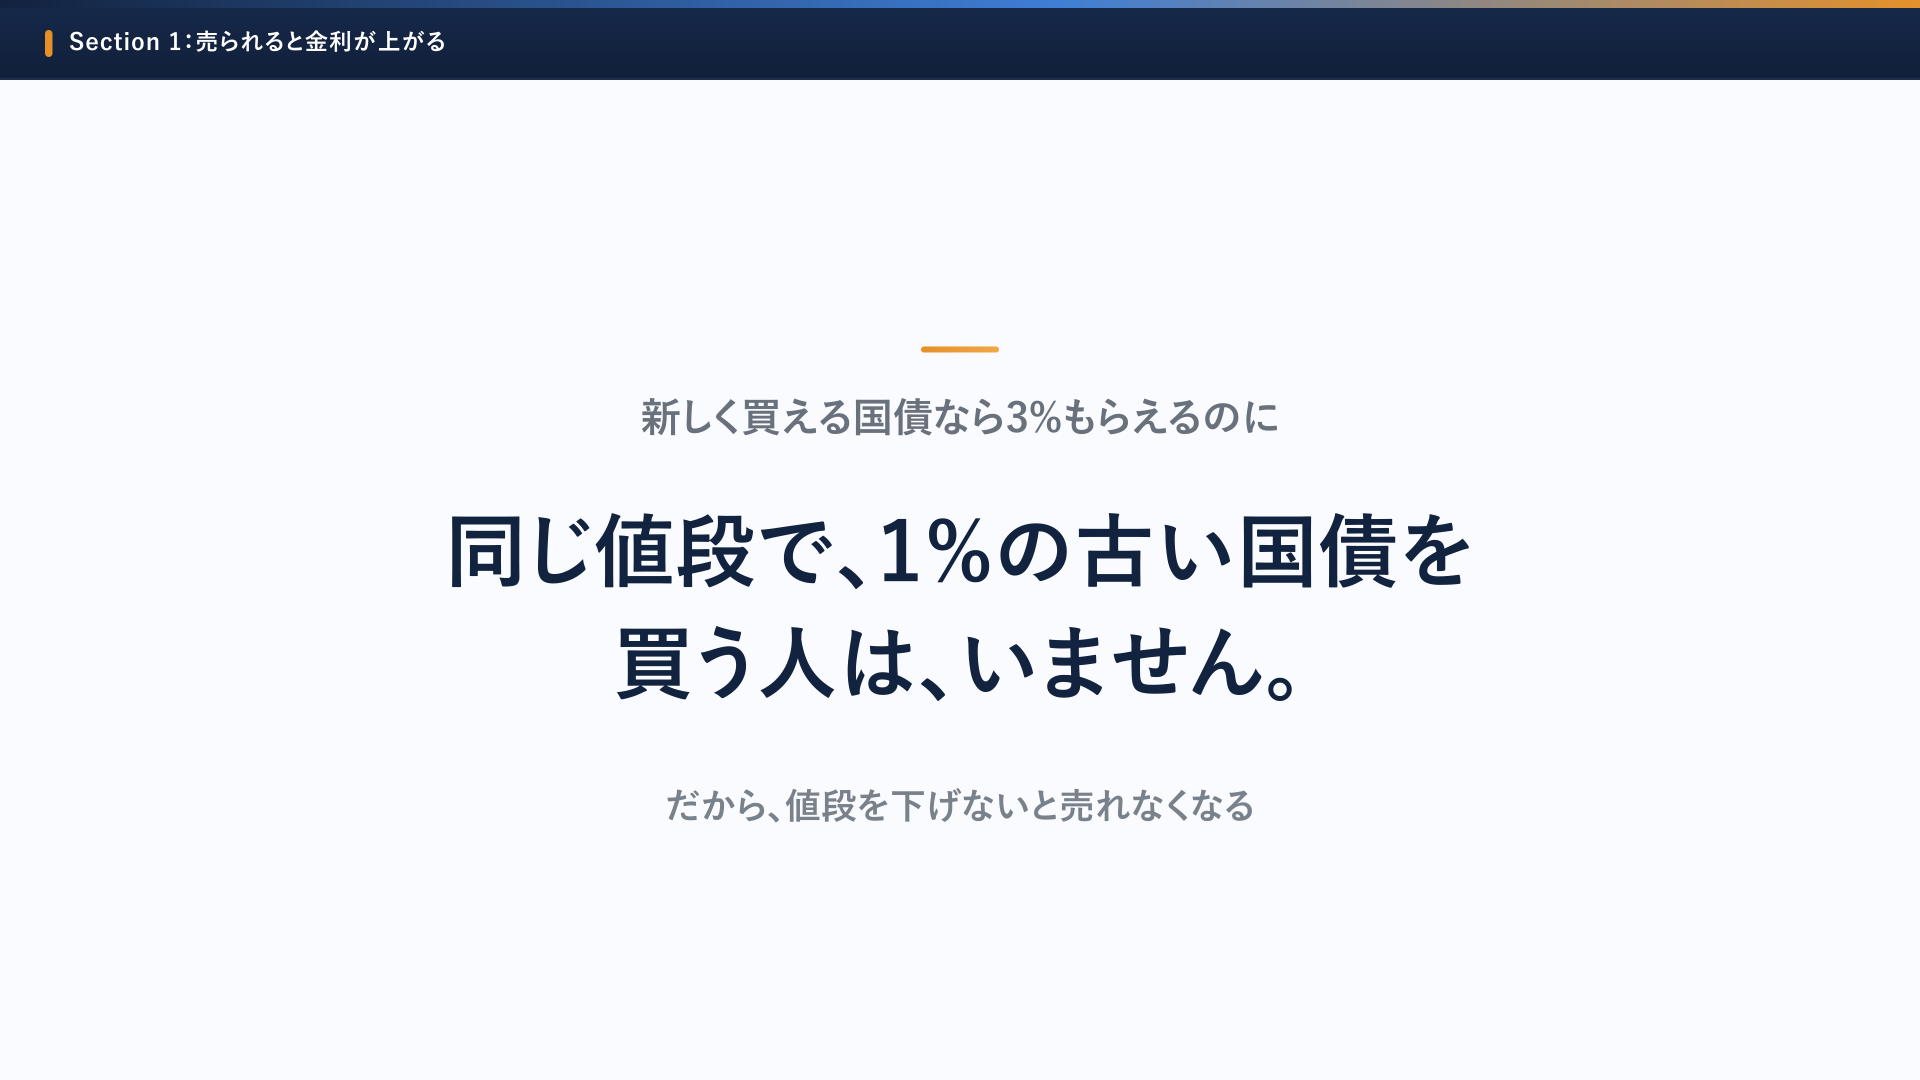 Section 1：売られると金利が上がる
新しく買える国債なら3%もらえるのに
同じ値段で、1%の古い国債を
買う人は、いません。
だから、値段を下げないと売れなくなる